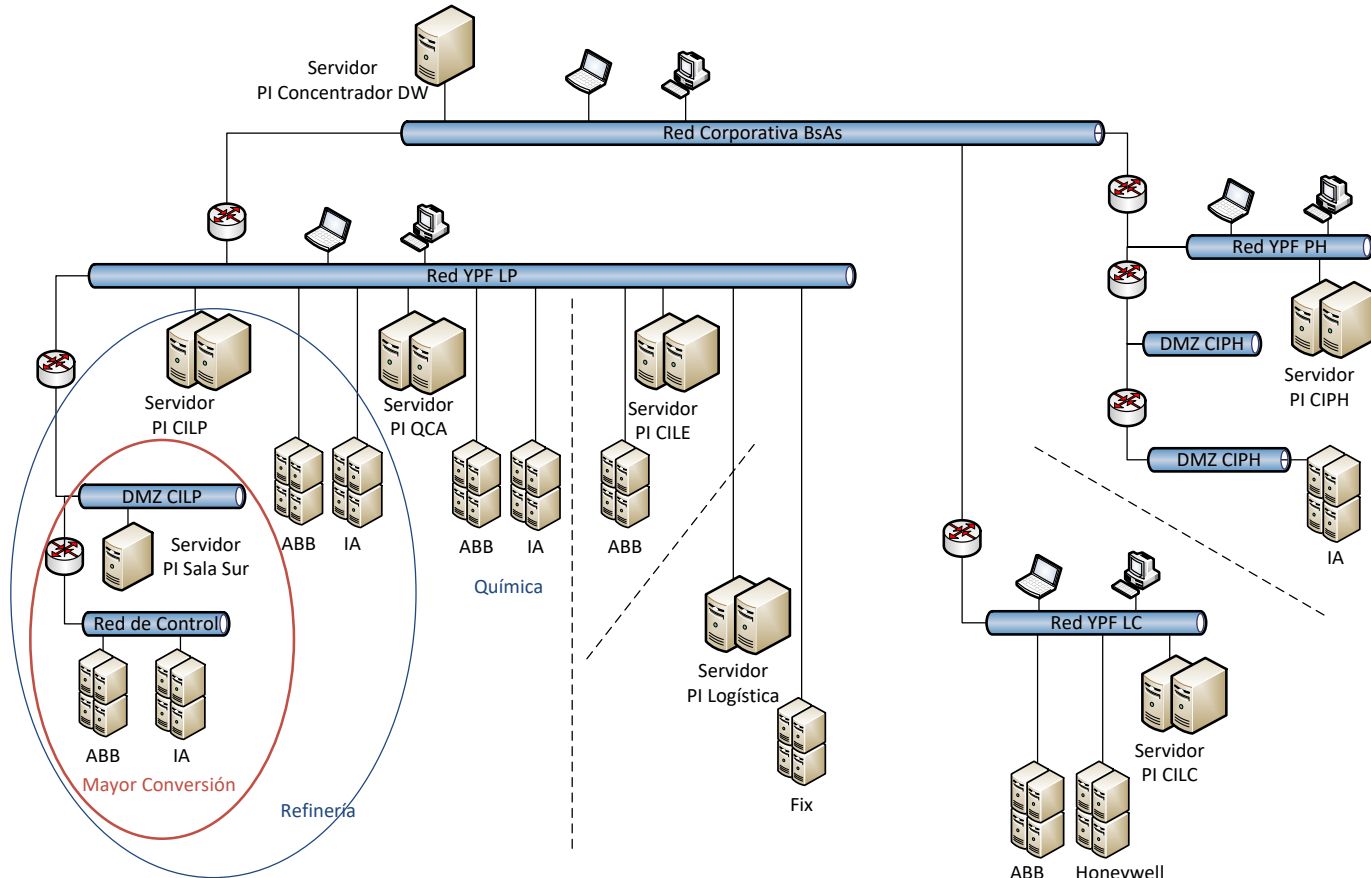 Servidor
PI Concentrador DW
Red Corporativa BsAs
Red YPF PH
Red YPF LP
DMZ CIPH
Servidor
PI CIPH
Servidor
PI CILP
Servidor
PI QCA
Servidor
PI CILE
DMZ CIPH
IA
DMZ CILP
Servidor
PI Sala Sur
ABB
IA
ABB
IA
ABB
Química
Red de Control
ABB
IA
Mayor Conversión
Refinería
Servidor
PI Logística
Fix
Red YPF LC
Servidor
PI CILC
ABB
Honeywell